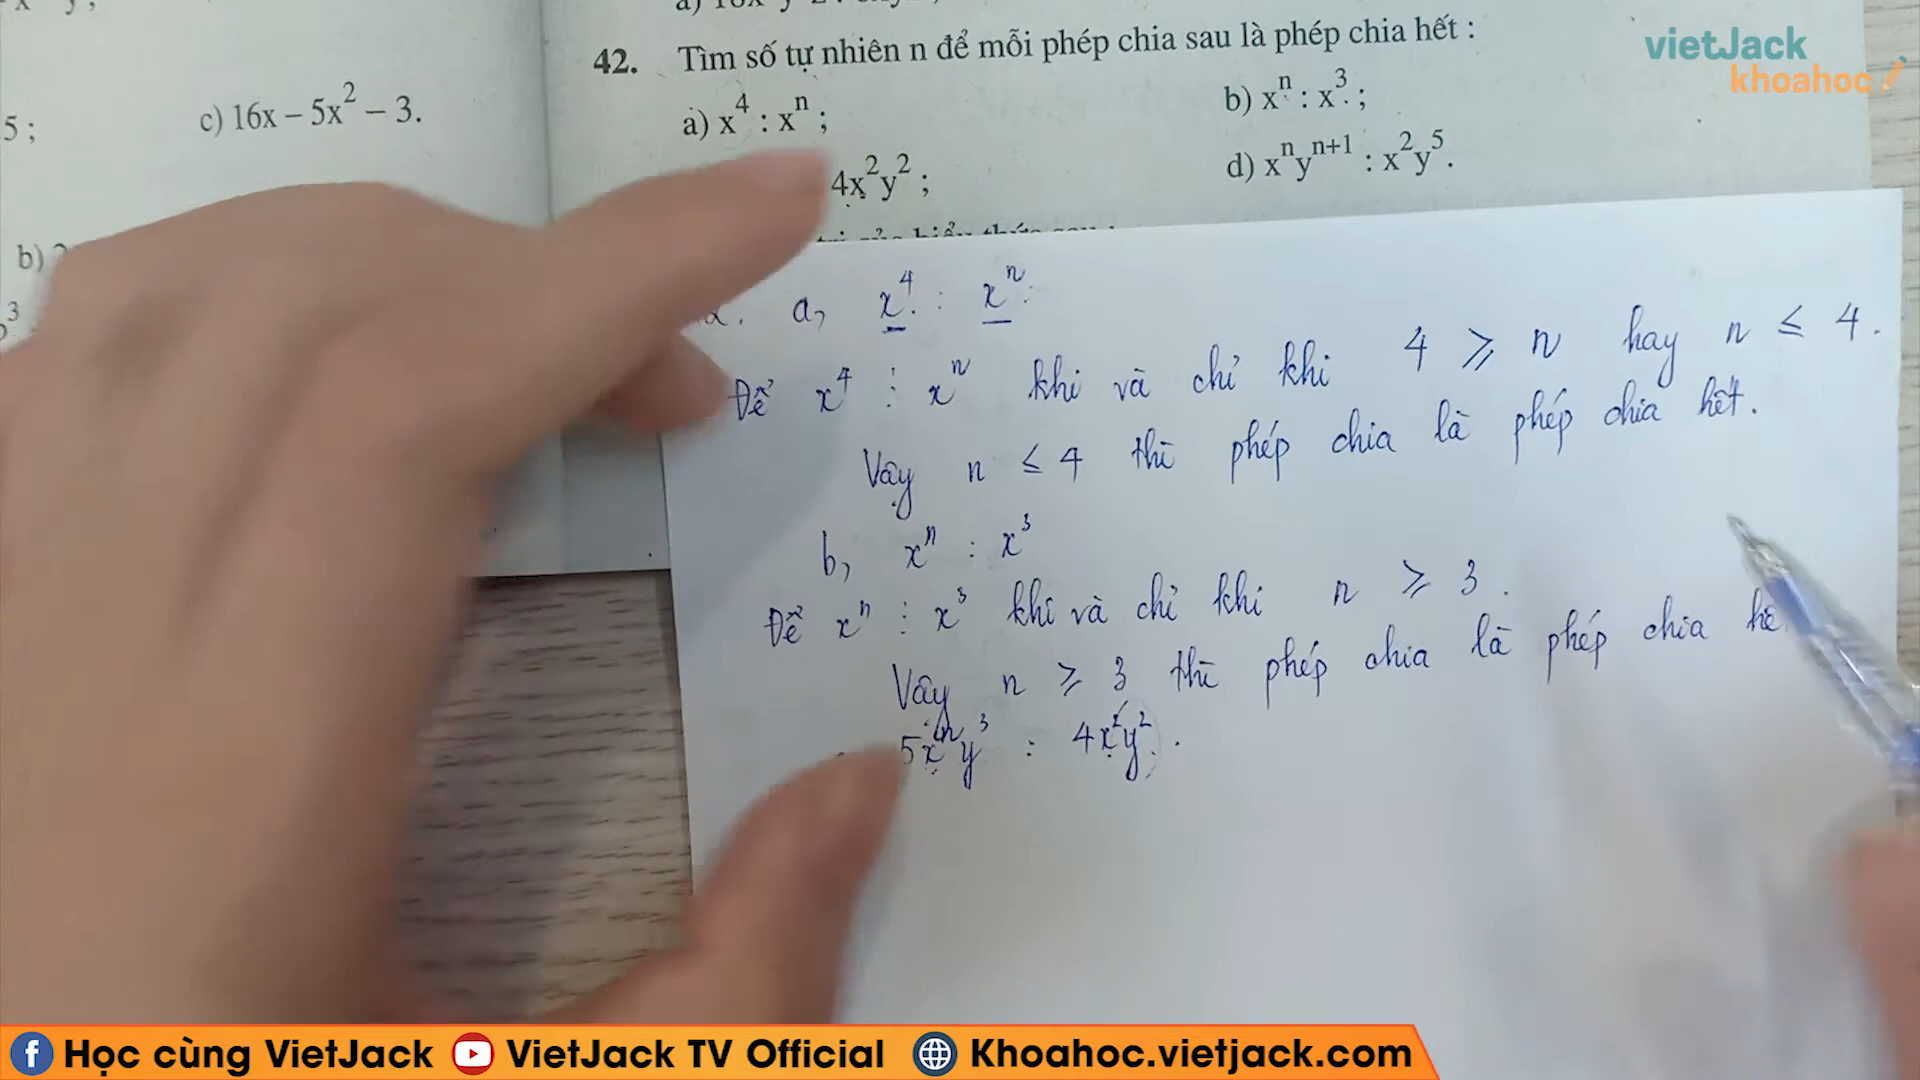 5 ;
c) 16x – 5x² – 3.
b)
42. Tìm số tự nhiên n để mỗi phép chia sau là phép chia hết :
a) x⁴ : xⁿ ;
b) xⁿ : x³ ;
4x²y² ;
d) xⁿyⁿ⁺¹ : x²y⁵.
vietJack
khoahoc
a, x⁴ : xⁿ
Để x⁴ ⋮ xⁿ khi và chỉ khi 4 ≥ n hay n ≤ 4.
Vậy n ≤ 4 thì phép chia là phép chia hết.
b, xⁿ : x³
Để xⁿ ⋮ x³ khi và chỉ khi n ≥ 3.
Vậy n ≥ 3 thì phép chia là phép chia
5xⁿy³ : 4x²y².
Học cùng VietJack
VietJack TV Official
Khoahoc.vietjack.com